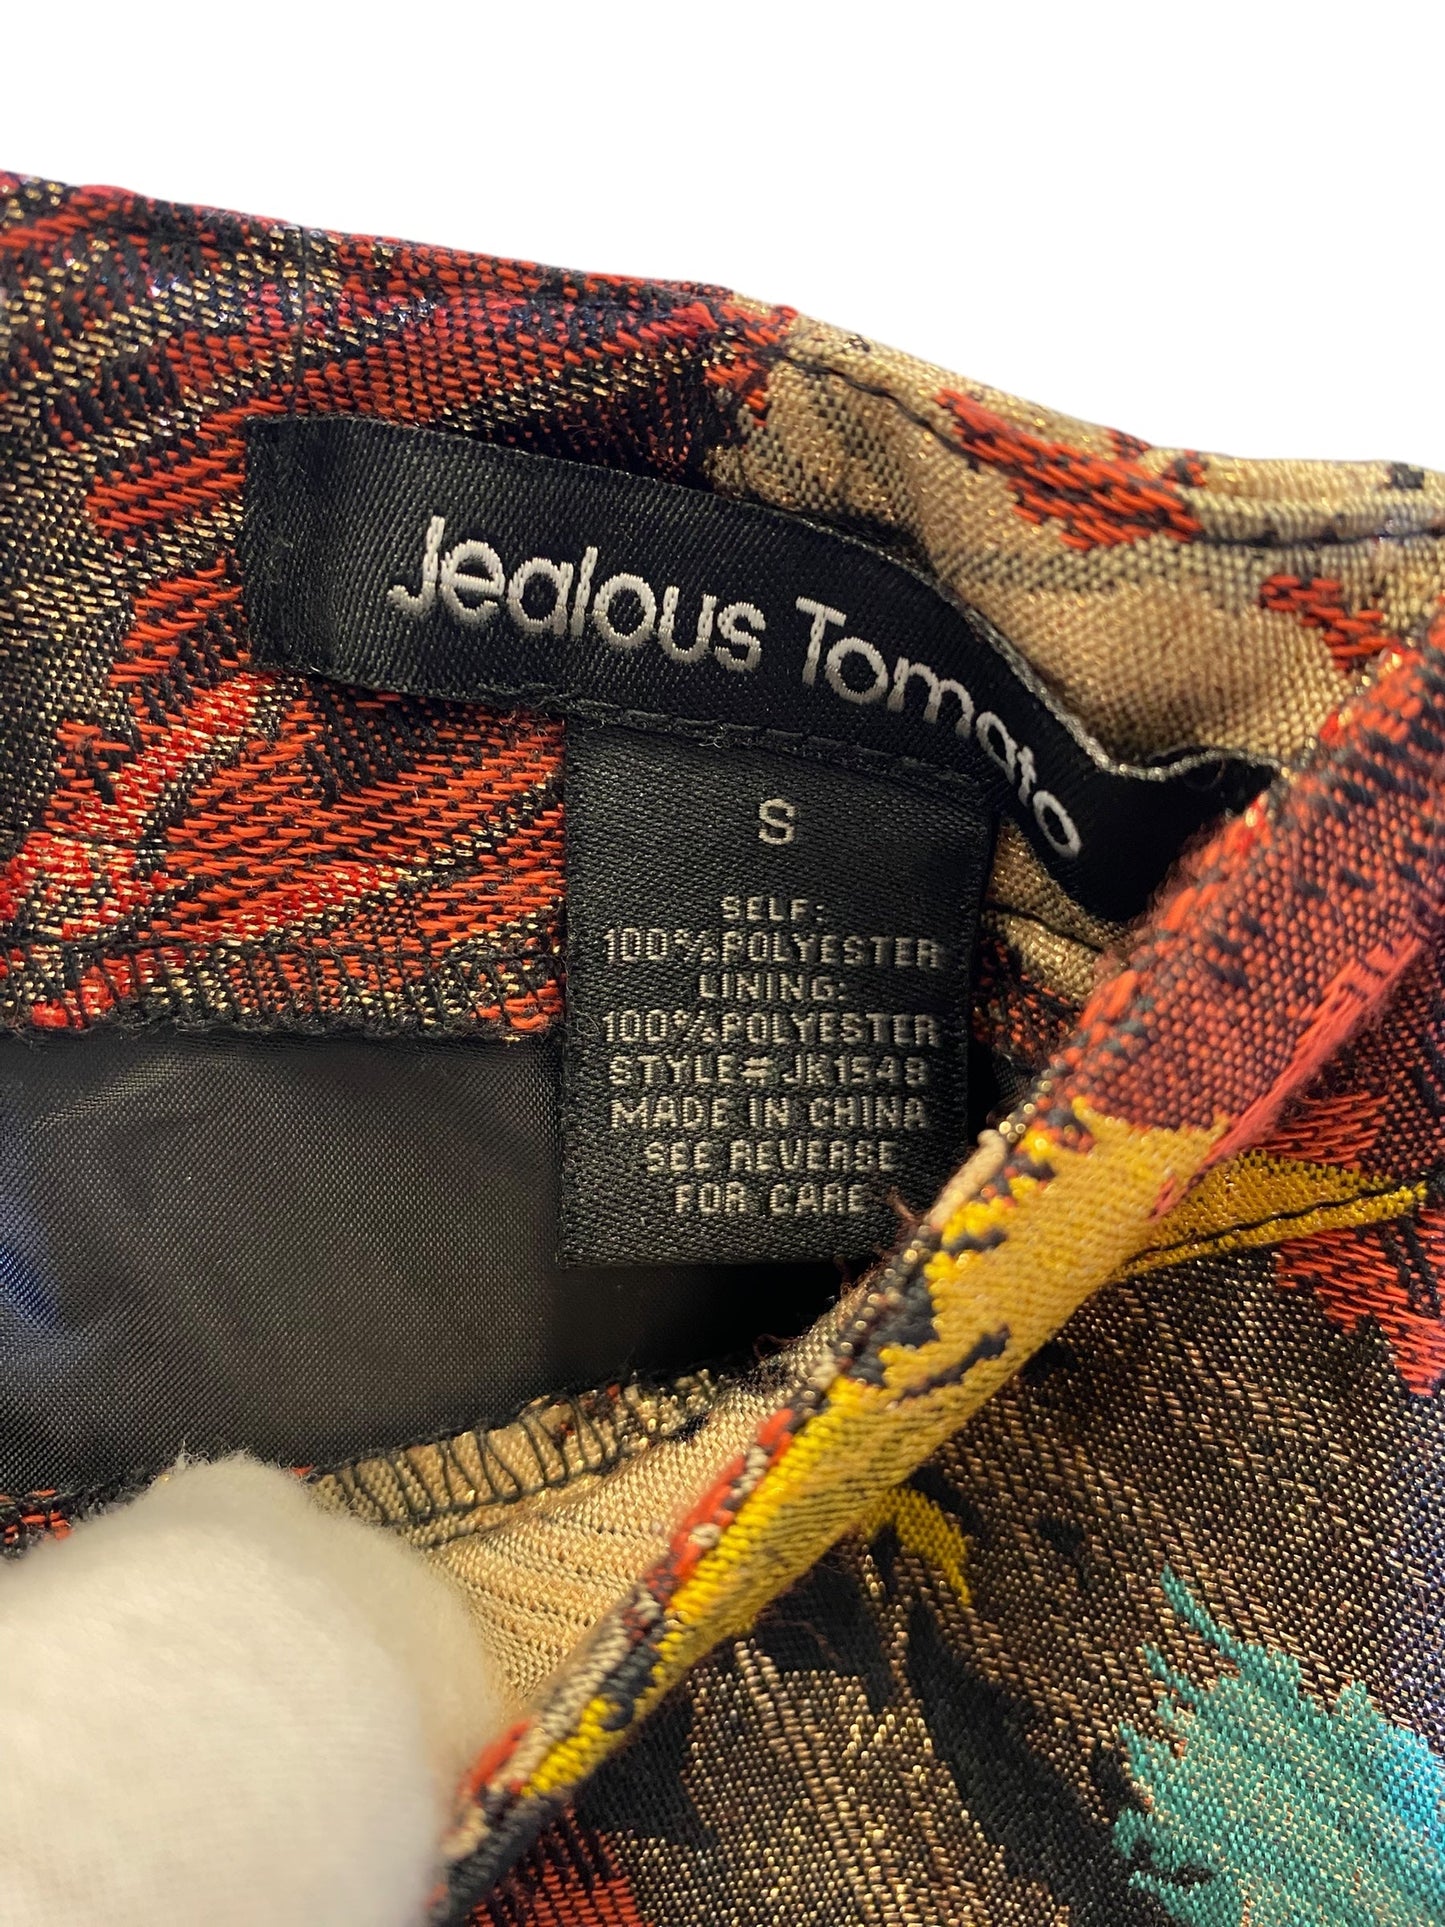 Jealous Tomato
S
SELF:
100% POLYESTER
LINING:
100% POLYESTER
STYLE# JK1548
MADE IN CHINA
SEE REVERSE
FOR CARE